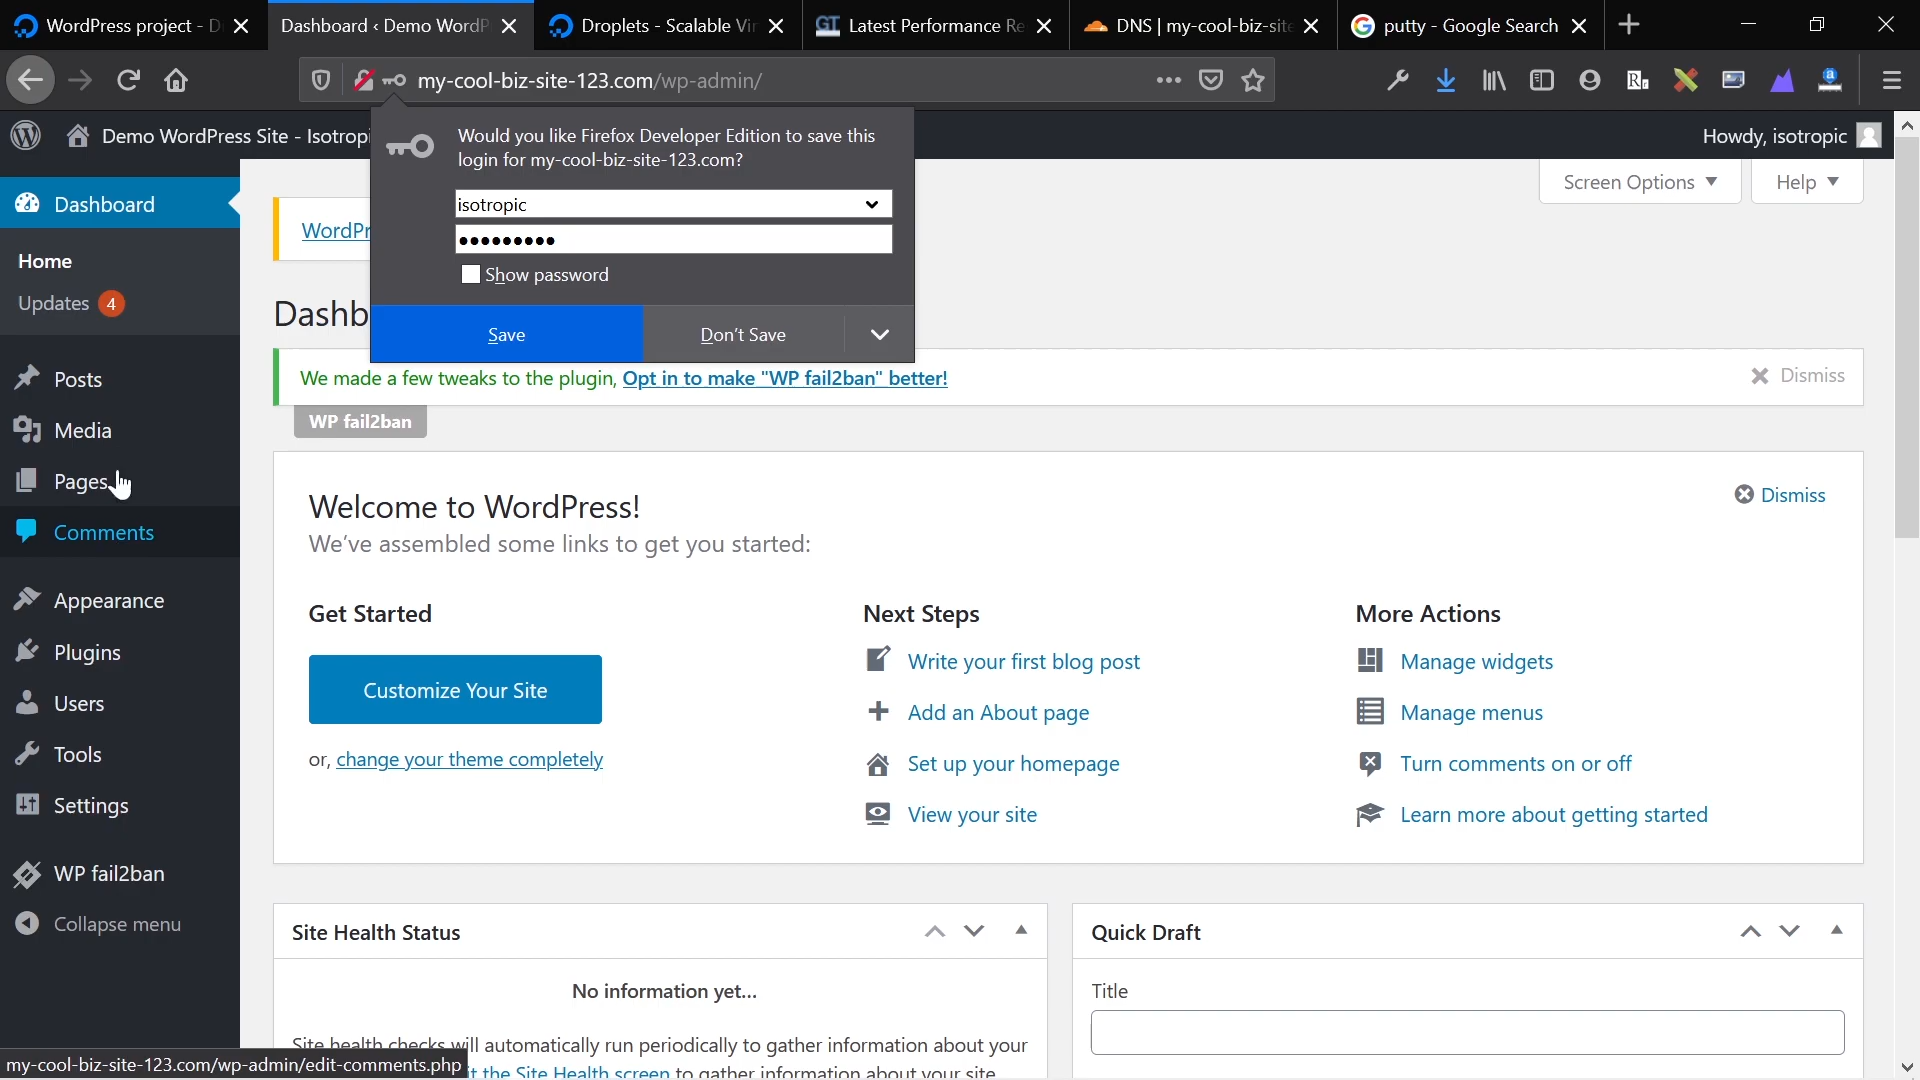 WordPress project - D
Dashboard ‹ Demo WordP
Droplets - Scalable Vir
GT Latest Performance Re
DNS | my-cool-biz-site
putty - Google Search
my-cool-biz-site-123.com/wp-admin/
Demo WordPress Site - Isotropi
Howdy, isotropic
Would you like Firefox Developer Edition to save this
login for my-cool-biz-site-123.com?
isotropic
●●●●●●●●●
Show password
Save
Don't Save
Screen Options
Help
Dashboard
Home
Updates 4
Posts
Media
Pages
Comments
Appearance
Plugins
Users
Tools
Settings
WP fail2ban
Collapse menu
WordPr
Dashb
We made a few tweaks to the plugin, Opt in to make "WP fail2ban" better!
Dismiss
WP fail2ban
Welcome to WordPress!
Dismiss
We've assembled some links to get you started:
Get Started
Customize Your Site
or, change your theme completely
Next Steps
Write your first blog post
Add an About page
Set up your homepage
View your site
More Actions
Manage widgets
Manage menus
Turn comments on or off
Learn more about getting started
Site Health Status
No information yet...
Site health checks will automatically run periodically to gather information about your
it the Site Health screen to gather information about your site
Quick Draft
Title
my-cool-biz-site-123.com/wp-admin/edit-comments.php